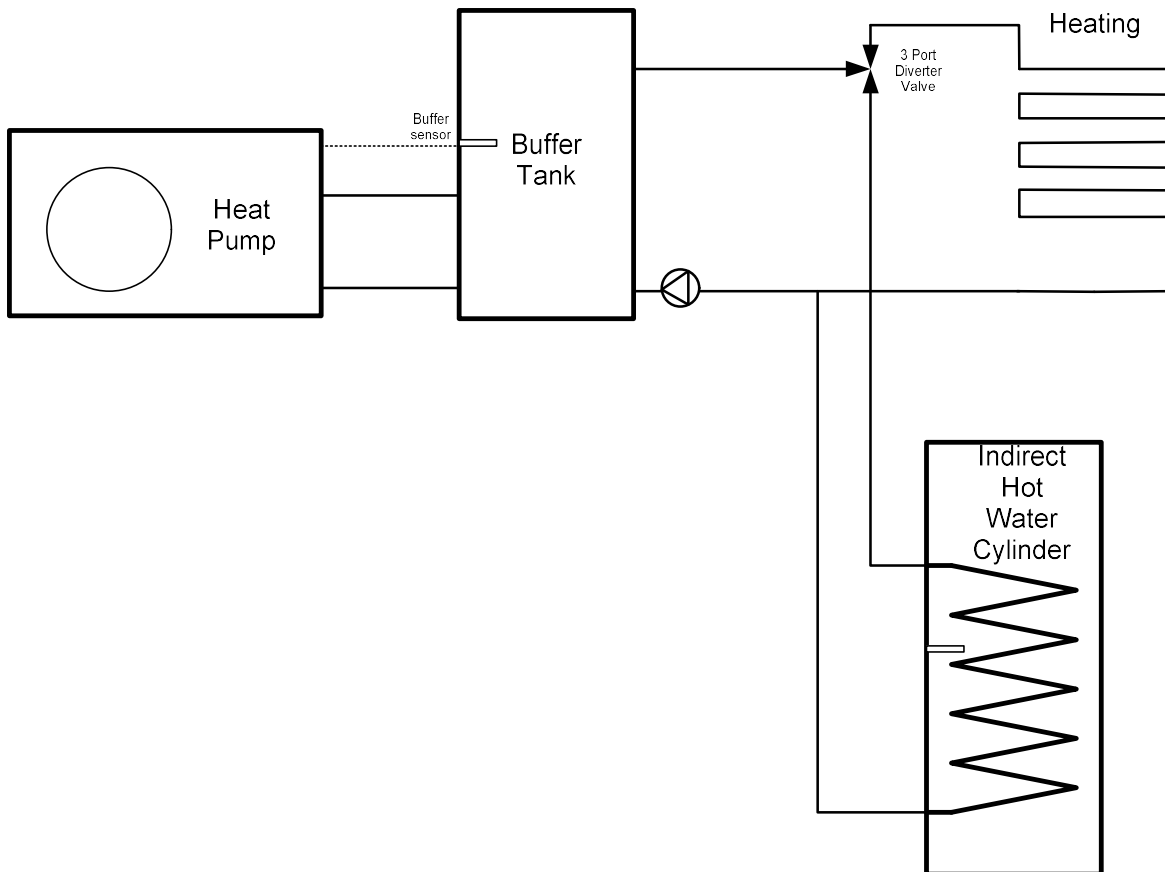 Heating
3 Port
Diverter
Valve
Buffer
sensor
Buffer
Tank
Heat
Pump
Indirect
Hot
Water
Cylinder